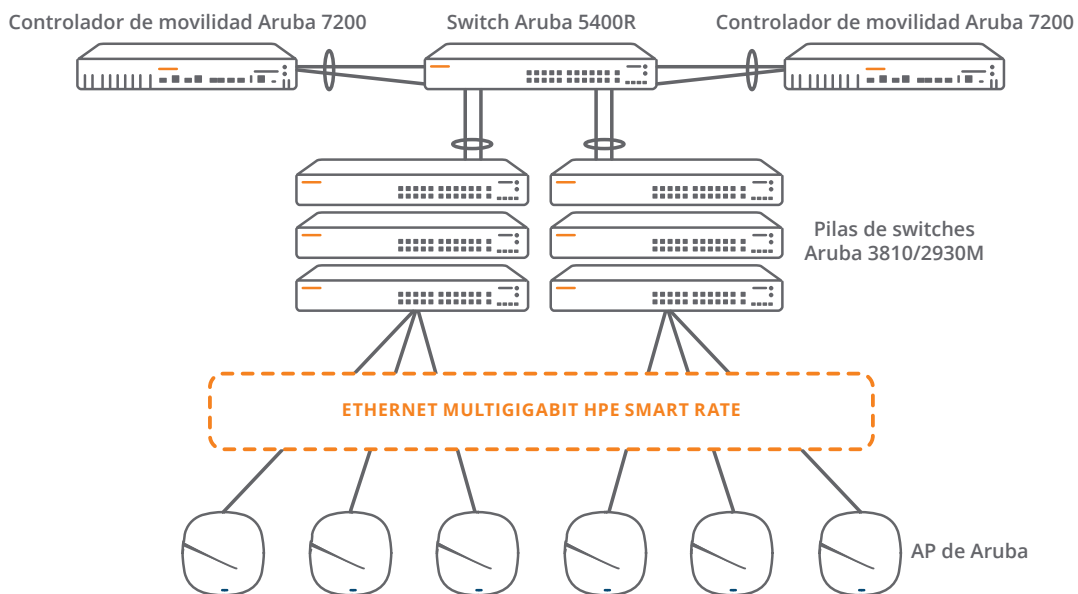 Controlador de movilidad Aruba 7200
Switch Aruba 5400R
Controlador de movilidad Aruba 7200
Pilas de switches
Aruba 3810/2930M
ETHERNET MULTIGIGABIT HPE SMART RATE
AP de Aruba